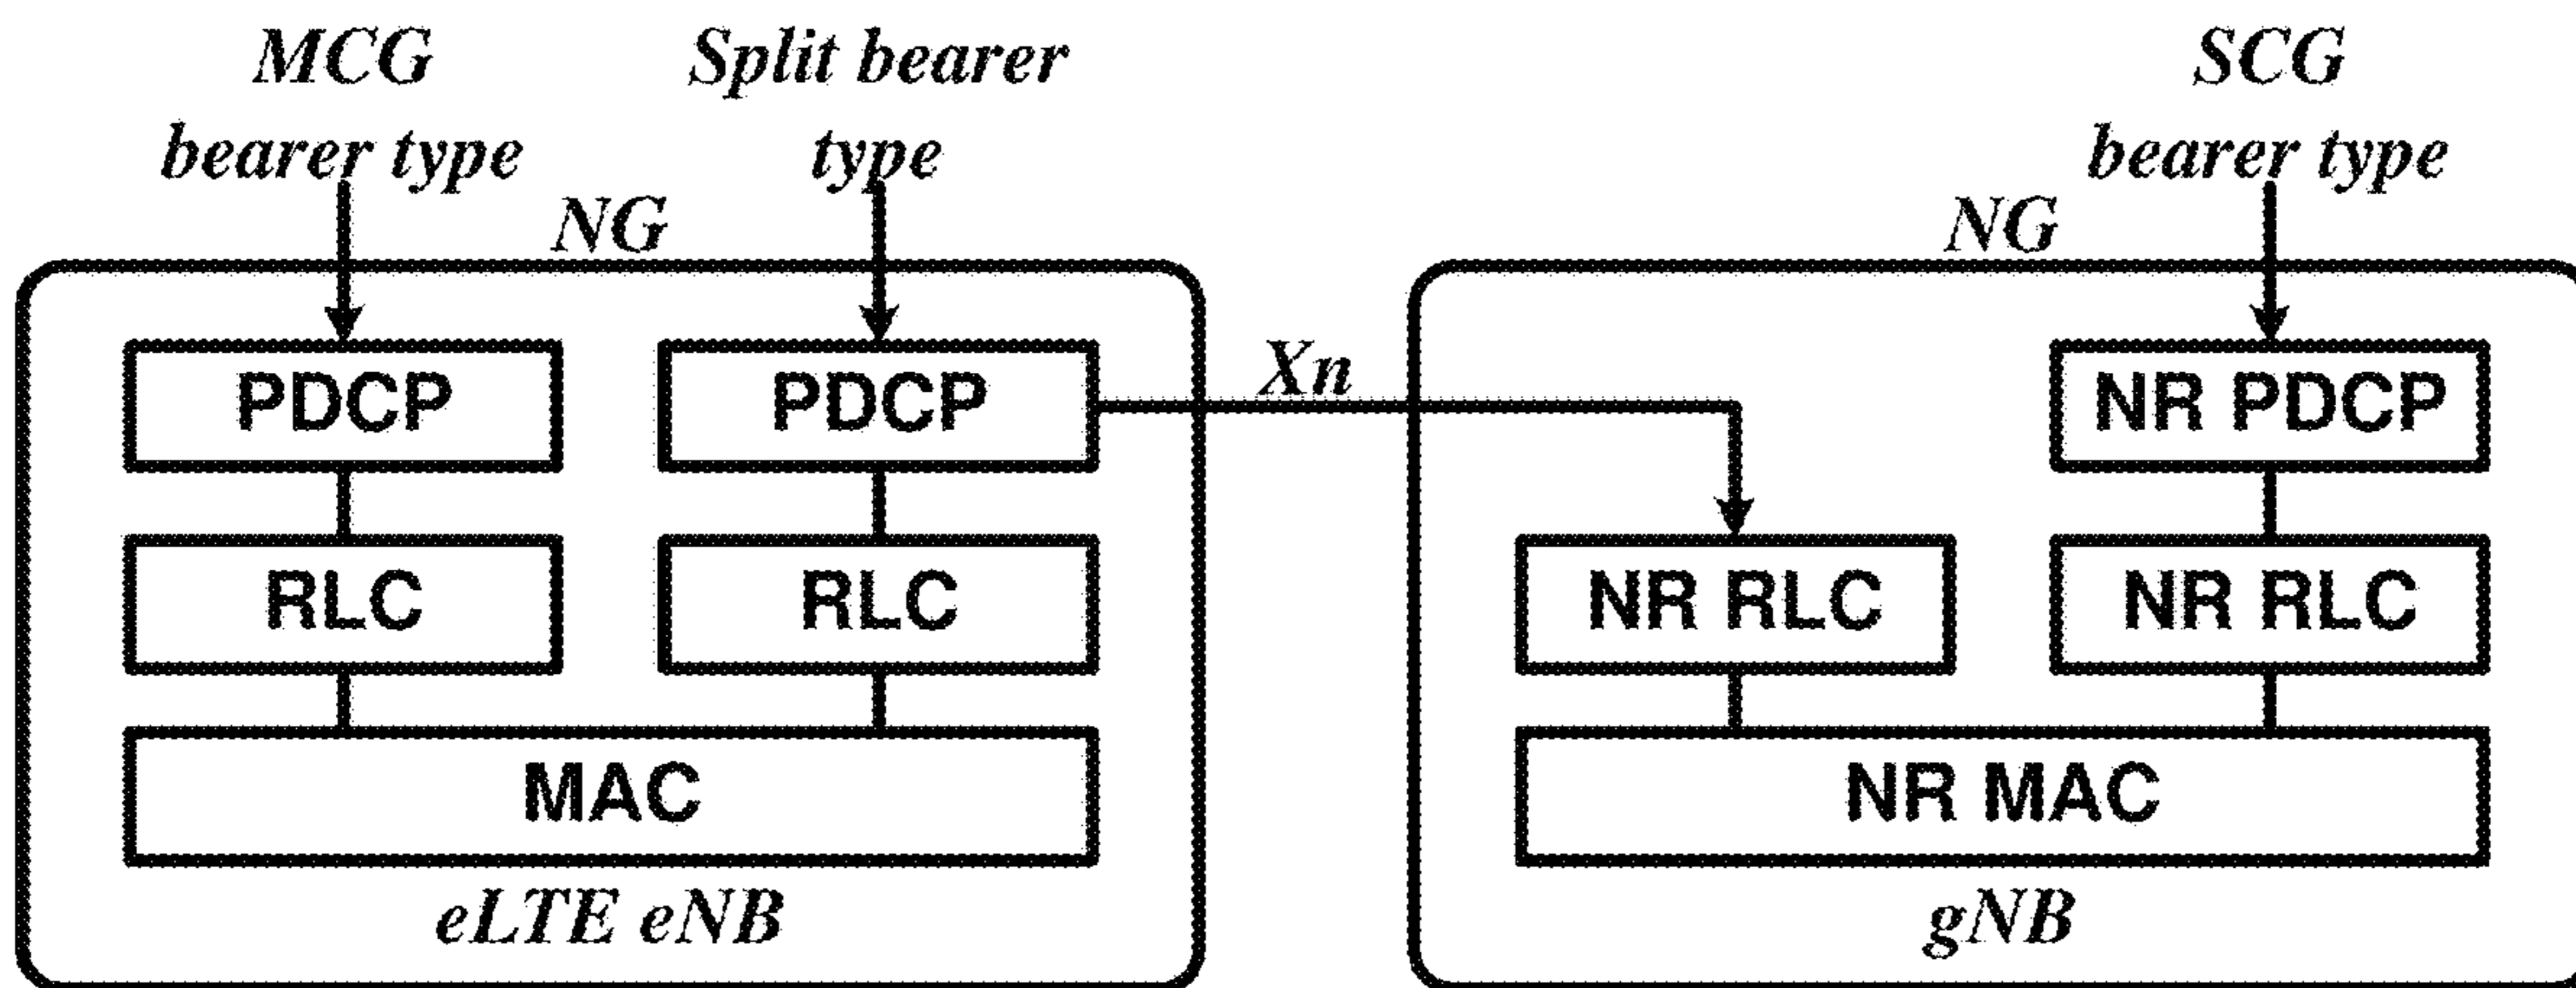 MCG
bearer type
Split bearer
type
SCG
bearer type
NG
NG
PDCP
PDCP
Xn
NR PDCP
RLC
RLC
NR RLC
NR RLC
MAC
NR MAC
eLTE eNB
gNB